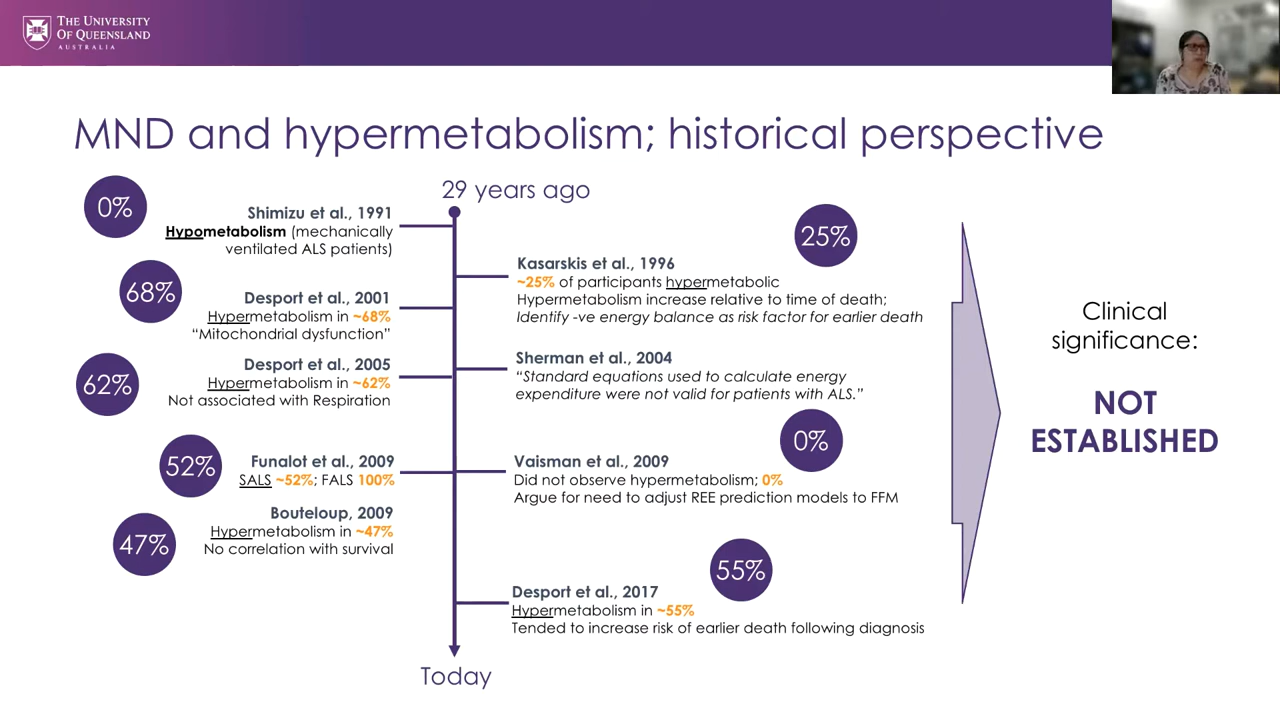 THE UNIVERSITY
OF QUEENSLAND
AUSTRALIA
MND and hypermetabolism; historical perspective
29 years ago
0%
Shimizu et al., 1991
Hypometabolism (mechanically
ventilated ALS patients)
25%
Kasarskis et al., 1996
~25% of participants hypermetabolic
Hypermetabolism increase relative to time of death;
Identify -ve energy balance as risk factor for earlier death
68%
Desport et al., 2001
Hypermetabolism in ~68%
“Mitochondrial dysfunction”
Sherman et al., 2004
“Standard equations used to calculate energy
expenditure were not valid for patients with ALS.”
62%
Desport et al., 2005
Hypermetabolism in ~62%
Not associated with Respiration
52%
Funalot et al., 2009
SALS ~52%; FALS 100%
0%
Vaisman et al., 2009
Did not observe hypermetabolism; 0%
Argue for need to adjust REE prediction models to FFM
47%
Bouteloup, 2009
Hypermetabolism in ~47%
No correlation with survival
55%
Desport et al., 2017
Hypermetabolism in ~55%
Tended to increase risk of earlier death following diagnosis
Today
Clinical
significance:
NOT
ESTABLISHED